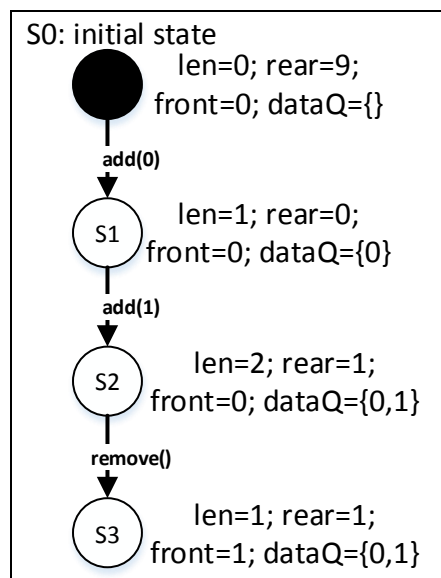 S0: initial state
len=0; rear=9;
front=0; dataQ={}
add(0)
S1
len=1; rear=0;
front=0; dataQ={0}
add(1)
S2
len=2; rear=1;
front=0; dataQ={0,1}
remove()
S3
len=1; rear=1;
front=1; dataQ={0,1}